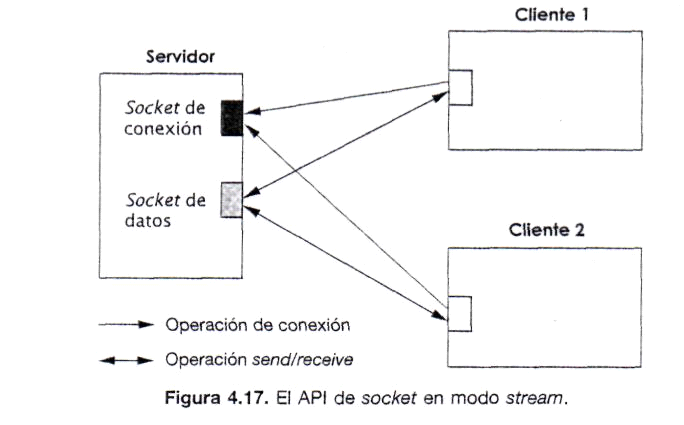 Cliente 1
Servidor
Socket de
conexión
Socket de
datos
Cliente 2
Operación de conexión
Operación send/receive
Figura 4.17. El API de socket en modo stream.